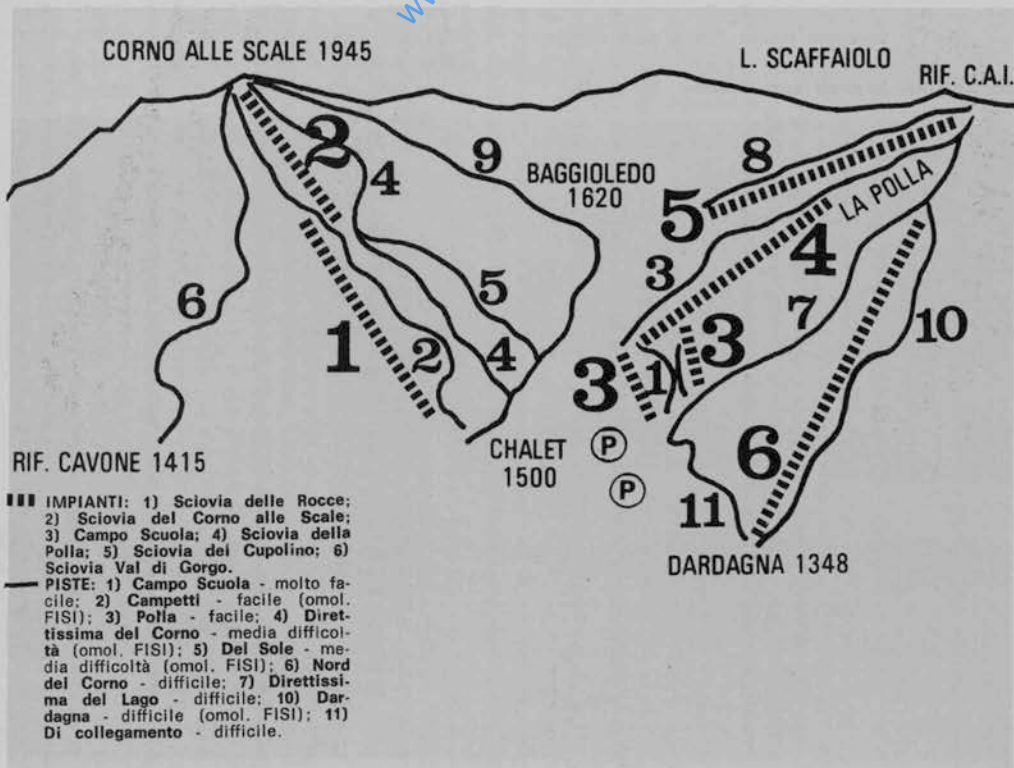 CORNO ALLE SCALE 1945
L. SCAFFAIOLO
RIF. C.A.I.
2
4
9
BAGGIOLEDO
1620
8
5
LA POLLA
4
6
5
3
7
10
1
2
4
3
1
3
RIF. CAVONE 1415
CHALET
1500
P
P
6
11
DARDAGNA 1348
IMPIANTI: 1) Sciovia delle Rocce;
2) Sciovia del Corno alle Scale;
3) Campo Scuola; 4) Sciovia della
Polla; 5) Sciovia del Cupolino; 6)
Sciovia Val di Gorgo.
PISTE: 1) Campo Scuola - molto fa-
cile; 2) Campetti - facile (omol.
FISI); 3) Polla - facile; 4) Diret-
tissima del Corno - media difficol-
tà (omol. FISI); 5) Del Sole - me-
dia difficoltà (omol. FISI); 6) Nord
del Corno - difficile; 7) Direttissi-
ma del Lago - difficile; 10) Dar-
dagna - difficile (omol. FISI); 11)
Di collegamento - difficile.